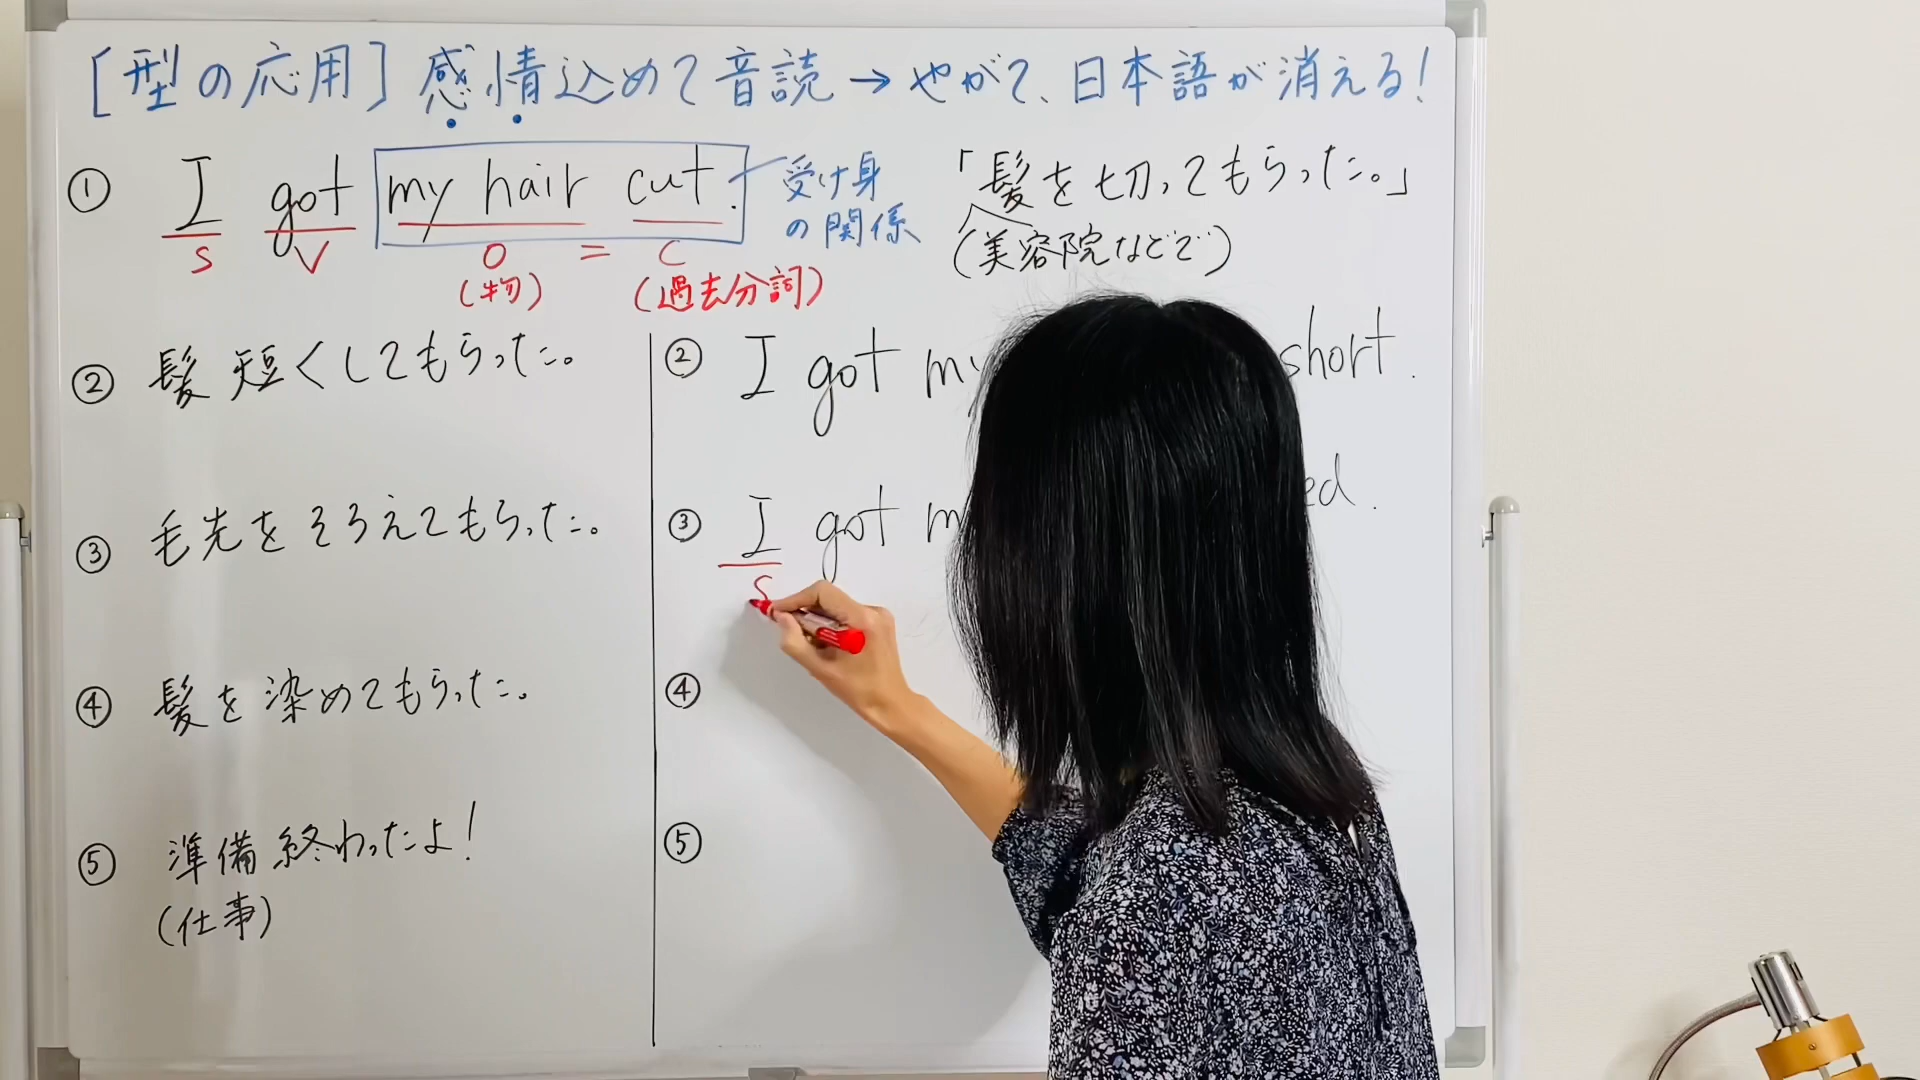 [型の応用] 感情込めて音読→やがて、日本語が消える!
① I got my hair cut. 受け身の関係 「髪を切ってもらった。」
S V O = C (美容院などで)
(物) (過去分詞)
② 髪短くしてもらった。
③ 毛先をそろえてもらった。
④ 髪を染めてもらった。
⑤ 準備終わったよ!
(仕事)
② I got my short.
③ I got ed.
S
④
⑤